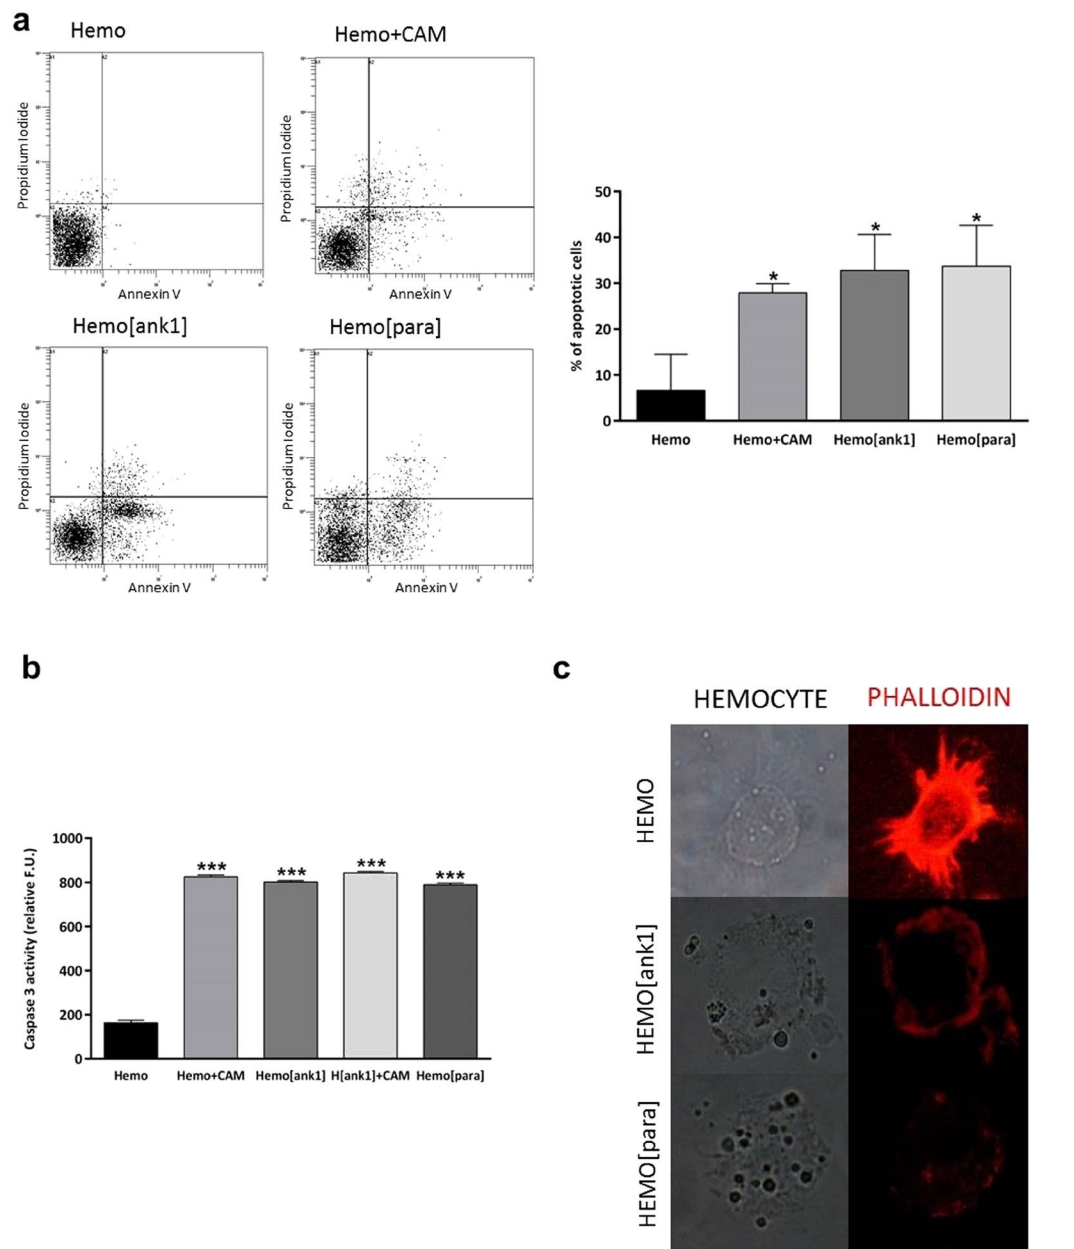 a
Hemo
Hemo+CAM
Propidium Iodide
Annexin V
Propidium Iodide
Annexin V
Hemo[ank1]
Hemo[para]
Propidium Iodide
Annexin V
Propidium Iodide
Annexin V
% of apoptotic cells
50
40
30
20
10
0
*
*
*
Hemo
Hemo+CAM
Hemo[ank1]
Hemo[para]
b
Caspase 3 activity (relative F.U.)
1000
800
600
400
200
0
***
***
***
***
Hemo
Hemo+CAM
Hemo[ank1]
H[ank1]+CAM
Hemo[para]
c
HEMOCYTE
PHALLOIDIN
HEMO
HEMO[ank1]
HEMO[para]